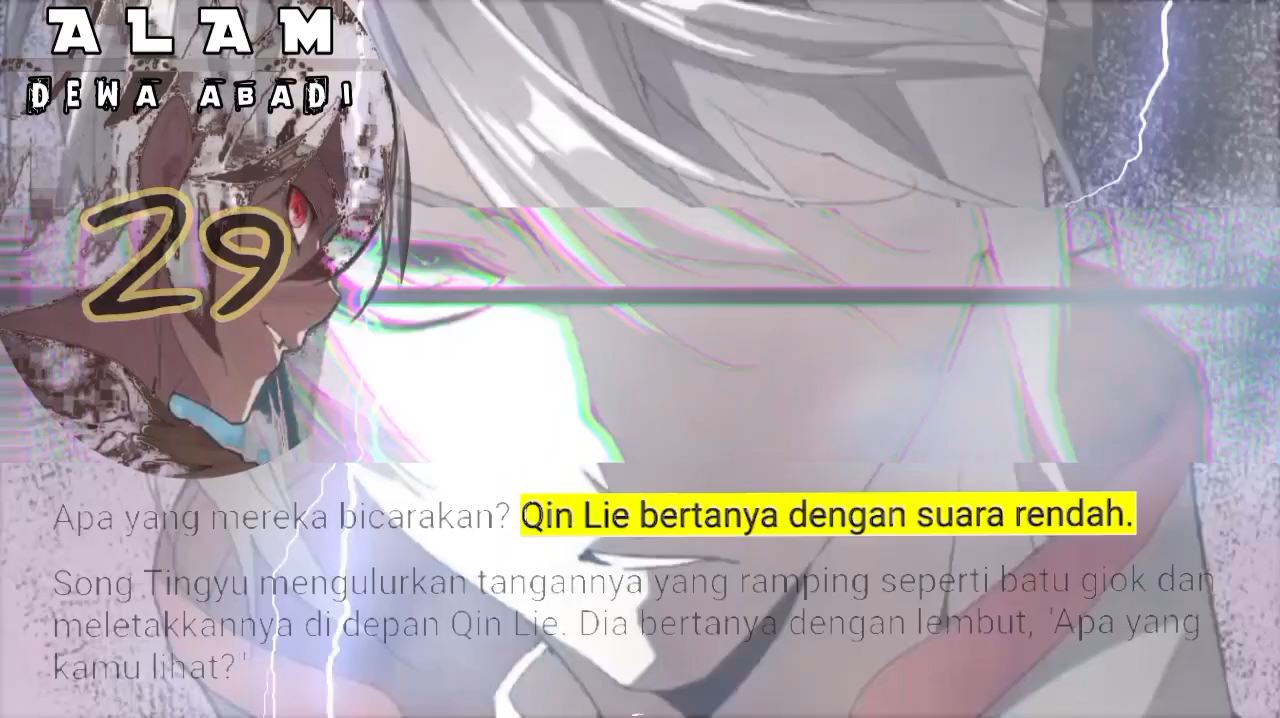 ALAM
DEWA ABADI
29
Apa yang mereka bicarakan? Qin Lie bertanya dengan suara rendah.
Song Tingyu mengulurkan tangannya yang ramping seperti batu giok dan
meletakkannya di depan Qin Lie. Dia bertanya dengan lembut, 'Apa yang
kamu lihat?'